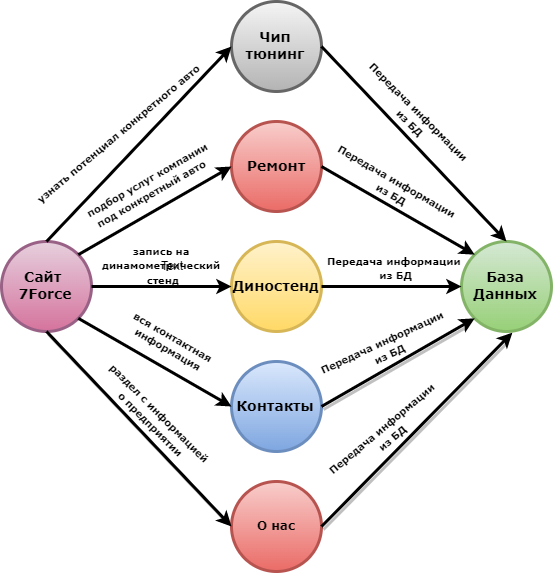 Чип
тюнинг
узнать потенциал конкретного авто
Передача информации
из БД
подбор услуг компании
под конкретный авто
Ремонт
Передача информации
из БД
Сайт
7Force
запись на
динамометрический
стенд
Диностенд
Передача информации
из БД
База
Данных
вся контактная
информация
Контакты
Передача информации
из БД
раздел с информацией
о предприятии
О нас
Передача информации
из БД